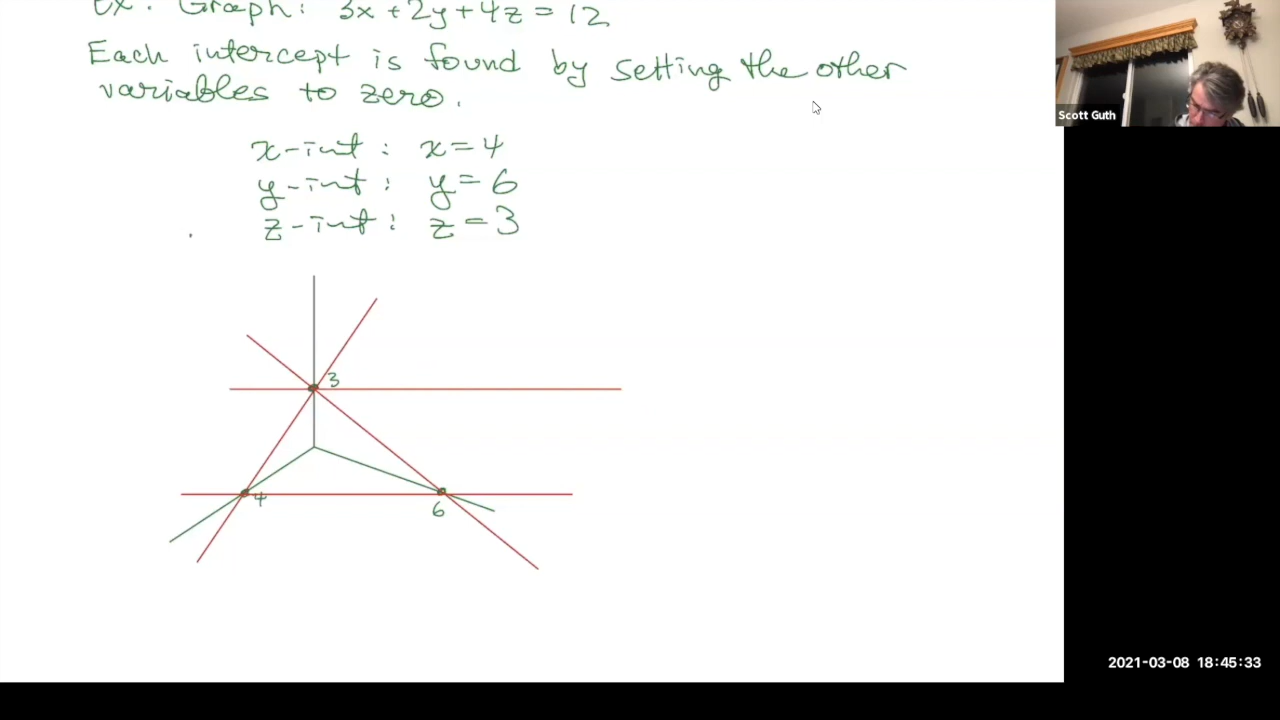 Ex: Graph: 3x+2y+4z=12
Each intercept is found by setting the other
variables to zero.
x-int: x=4
y-int: y=6
z-int: z=3
3
4
6
Scott Guth
2021-03-08 18:45:33